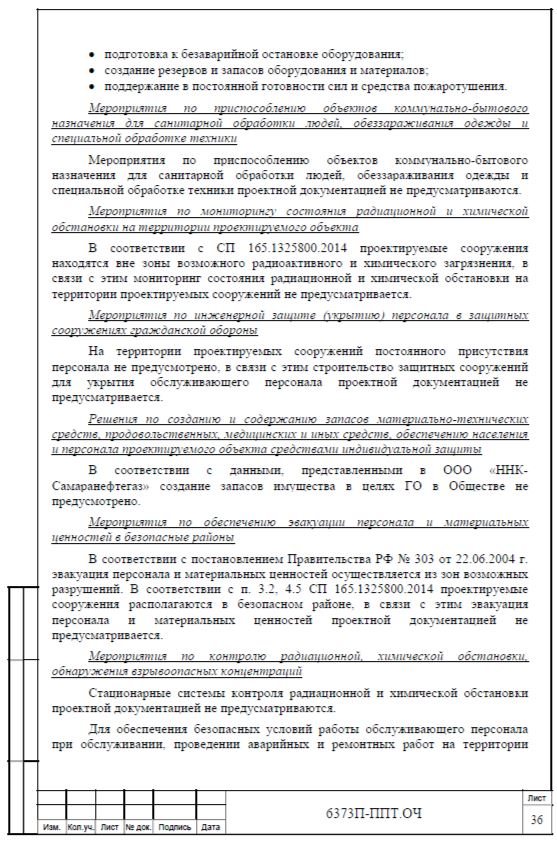 • подготовка к безаварийной остановке оборудования;
• создание резервов и запасов оборудования и материалов;
• поддержание в постоянной готовности сил и средства пожаротушения.
Мероприятия по приспособлению объектов коммунально-бытового
назначения для санитарной обработки людей, обеззараживания одежды и
специальной обработке техники
Мероприятия по приспособлению объектов коммунально-бытового
назначения для санитарной обработки людей, обеззараживания одежды и
специальной обработке техники проектной документацией не предусматриваются.
Мероприятия по мониторингу состояния радиационной и химической
обстановки на территории проектируемого объекта
В соответствии с СП 165.1325800.2014 проектируемые сооружения
находятся вне зоны возможного радиоактивного и химического загрязнения, в
связи с этим мониторинг состояния радиационной и химической обстановки на
территории проектируемых сооружений не предусматривается.
Мероприятия по инженерной защите (укрытию) персонала в защитных
сооружениях гражданской обороны
На территории проектируемых сооружений постоянного присутствия
персонала не предусмотрено, в связи с этим строительство защитных сооружений
для укрытия обслуживающего персонала проектной документацией не
предусматривается.
Решения по созданию и содержанию запасов материально-технических
средств, продовольственных, медицинских и иных средств, обеспечению населения
и персонала проектируемого объекта средствами индивидуальной защиты
В соответствии с данными, представленными в ООО «ННК-
Самаранефтегаз» создание запасов имущества в целях ГО в Обществе не
предусмотрено.
Мероприятия по обеспечению эвакуации персонала и материальных
ценностей в безопасные районы
В соответствии с постановлением Правительства РФ № 303 от 22.06.2004 г.
эвакуация персонала и материальных ценностей осуществляется из зон возможных
разрушений. В соответствии с п. 3.2, 4.5 СП 165.1325800.2014 проектируемые
сооружения располагаются в безопасном районе, в связи с этим эвакуация
персонала и материальных ценностей проектной документацией не
предусматривается.
Мероприятия по контролю радиационной, химической обстановки,
обнаружения взрывоопасных концентраций
Стационарные системы контроля радиационной и химической обстановки
проектной документацией не предусматриваются.
Для обеспечения безопасных условий работы обслуживающего персонала
при обслуживании, проведении аварийных и ремонтных работ на территории
Изм. Кол.уч. Лист № док. Подпись Дата
6373П-ППТ.ОЧ
Лист
36